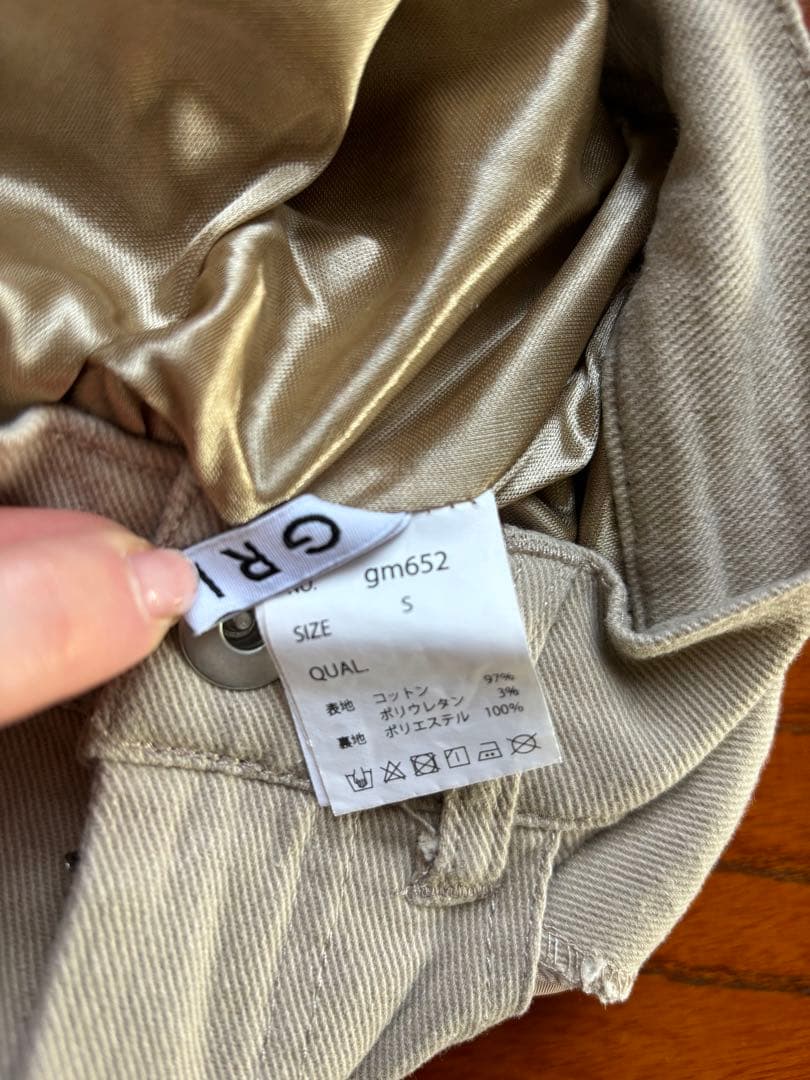 GRL
NO. gm652
SIZE S
QUAL.
表地 コットン 97%
ポリウレタン 3%
裏地 ポリエステル 100%